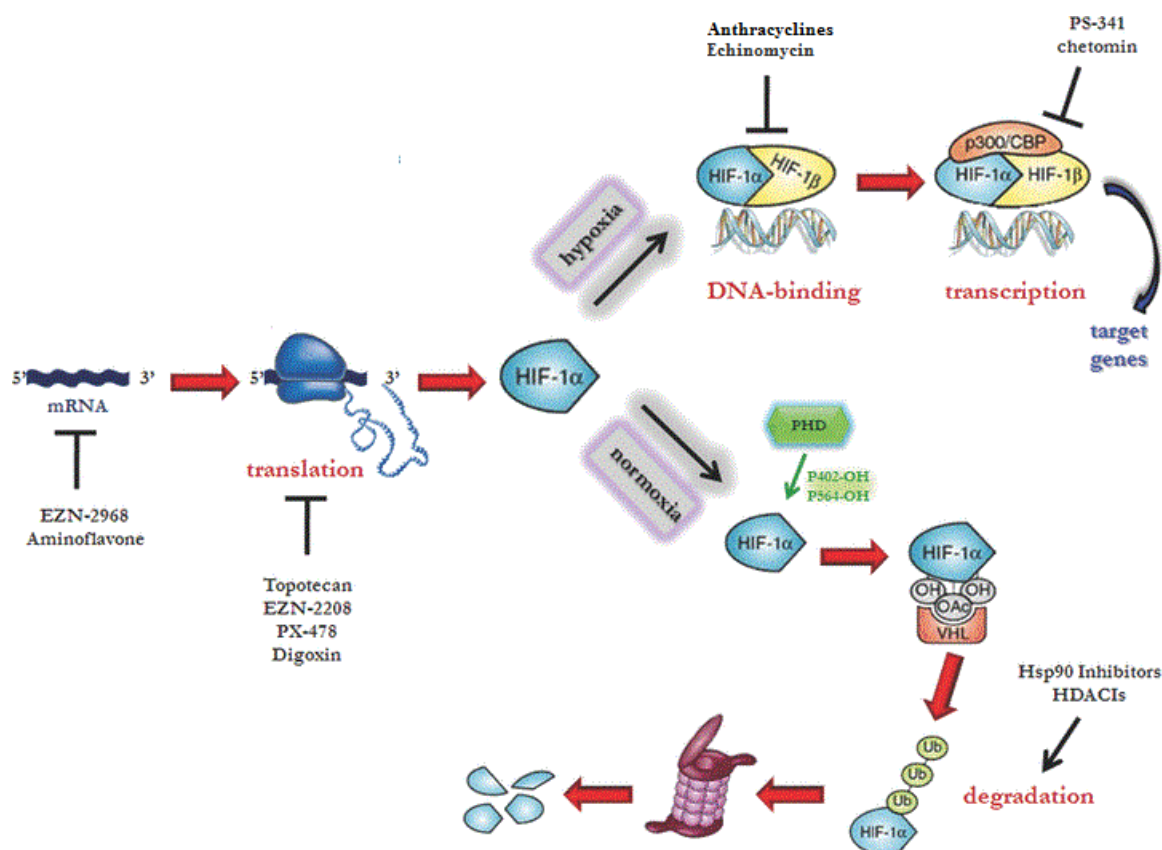 Anthracyclines
Echinomycin
PS-341
chetomin
p300/CBP
HIF-1α
HIF-1β
HIF-1α
HIF-1β
hypoxia
DNA-binding
transcription
target
genes
5'
3'
mRNA
5'
3'
translation
HIF-1α
EZN-2968
Aminoflavone
Topotecan
EZN-2208
PX-478
Digoxin
normoxia
PHD
P402-OH
P564-OH
HIF-1α
HIF-1α
OH
OH
OAc
VHL
Hsp90 Inhibitors
HDACIs
degradation
Ub
Ub
Ub
HIF-1α